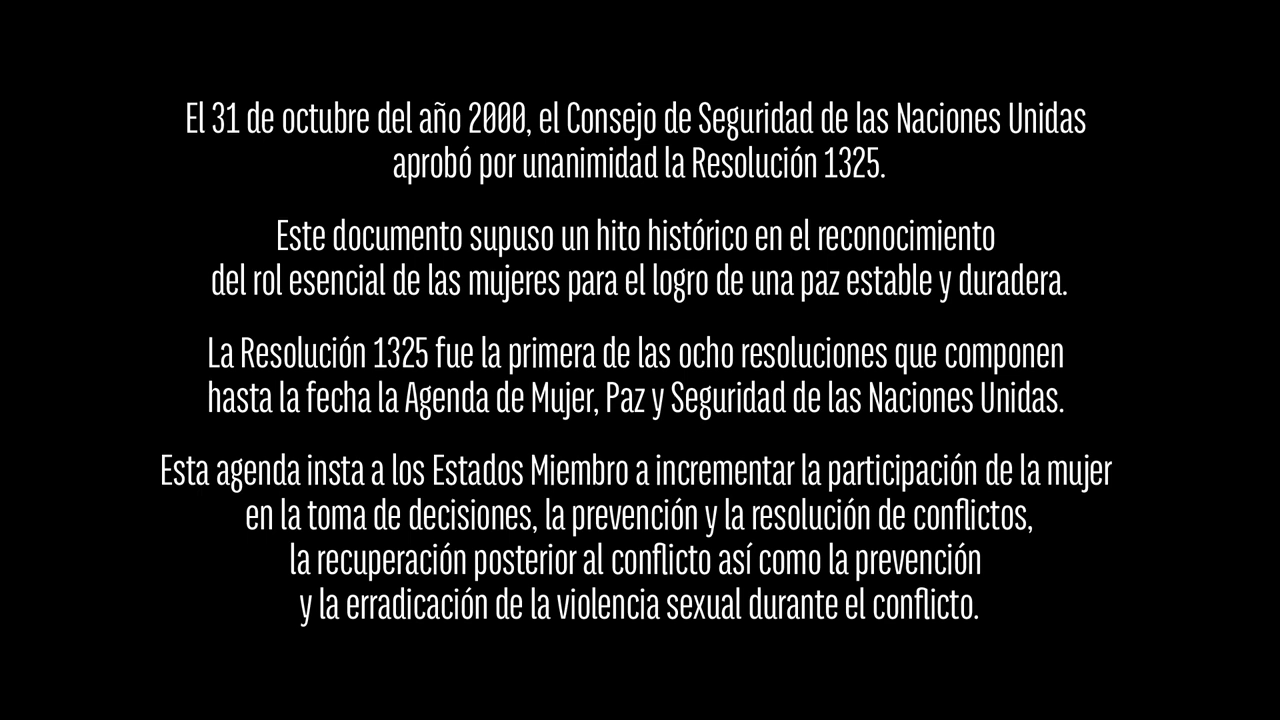 El 31 de octubre del año 2000, el Consejo de Seguridad de las Naciones Unidas
aprobó por unanimidad la Resolución 1325.
Este documento supuso un hito histórico en el reconocimiento
del rol esencial de las mujeres para el logro de una paz estable y duradera.
La Resolución 1325 fue la primera de las ocho resoluciones que componen
hasta la fecha la Agenda de Mujer, Paz y Seguridad de las Naciones Unidas.
Esta agenda insta a los Estados Miembro a incrementar la participación de la mujer
en la toma de decisiones, la prevención y la resolución de conflictos,
la recuperación posterior al conflicto así como la prevención
y la erradicación de la violencia sexual durante el conflicto.